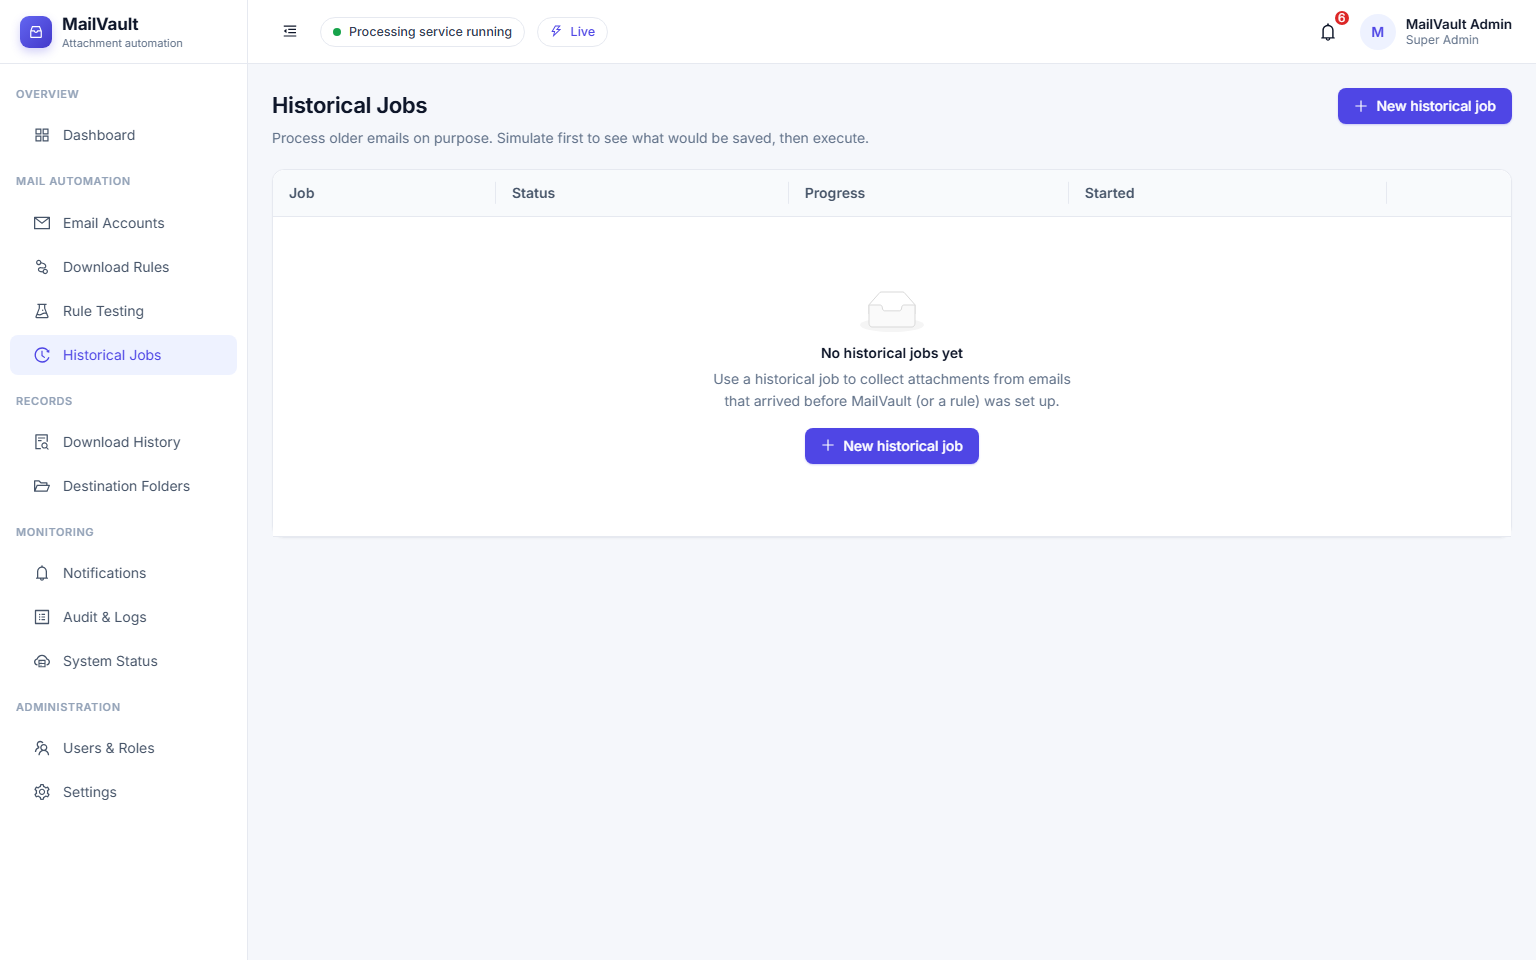 MailVault
Attachment automation
Processing service running
Live
6
M
MailVault Admin
Super Admin
OVERVIEW
Dashboard
MAIL AUTOMATION
Email Accounts
Download Rules
Rule Testing
Historical Jobs
RECORDS
Download History
Destination Folders
MONITORING
Notifications
Audit & Logs
System Status
ADMINISTRATION
Users & Roles
Settings
Historical Jobs
New historical job
Process older emails on purpose. Simulate first to see what would be saved, then execute.
Job Status Progress Started
No historical jobs yet
Use a historical job to collect attachments from emails
that arrived before MailVault (or a rule) was set up.
New historical job